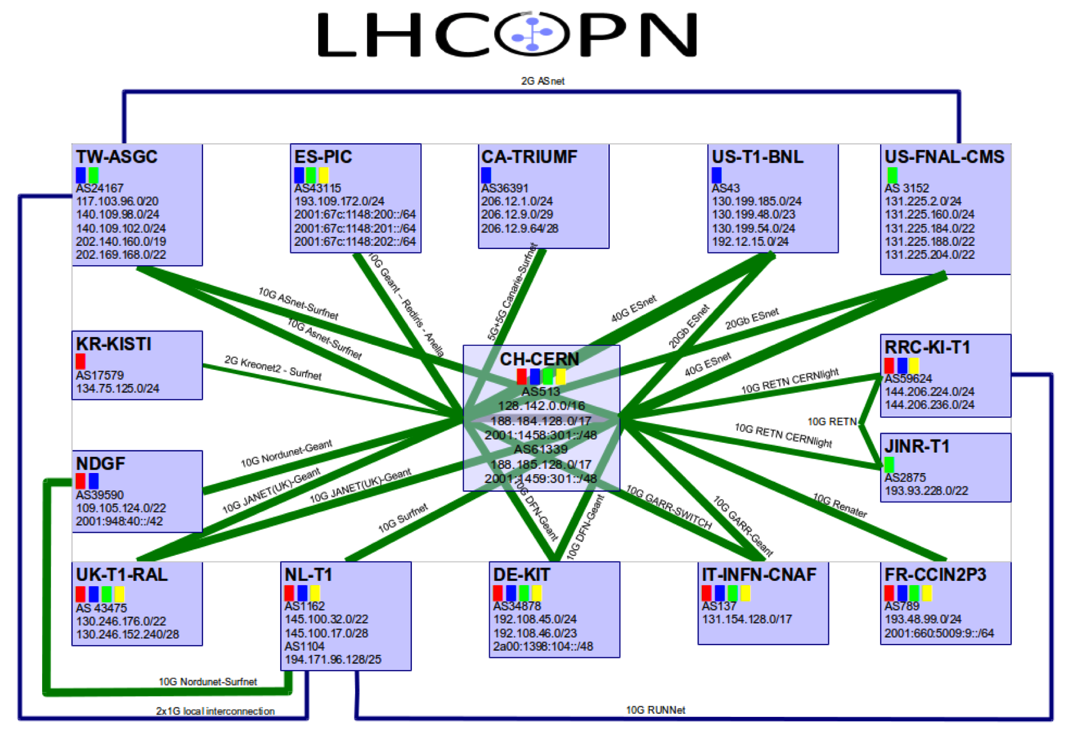 LHCOPN
2G ASnet
TW-ASGC
AS24167
117.103.96.0/20
140.109.98.0/24
140.109.102.0/24
202.140.160.0/19
202.169.168.0/22
ES-PIC
AS43115
193.109.172.0/24
2001:67c:1148:200::/64
2001:67c:1148:201::/64
2001:67c:1148:202::/64
CA-TRIUMF
AS36391
206.12.1.0/24
206.12.9.0/29
206.12.9.64/28
US-T1-BNL
AS43
130.199.185.0/24
130.199.48.0/23
130.199.54.0/24
192.12.15.0/24
US-FNAL-CMS
AS 3152
131.225.2.0/24
131.225.160.0/24
131.225.184.0/22
131.225.188.0/22
131.225.204.0/22
10G ASnet-Surfnet
10G Asnet-Surfnet
10G Geant – Rediris - Anella
5G+5G Canarie-Surfnet
40G ESnet
20Gb ESnet
20Gb ESnet
40G ESnet
KR-KISTI
AS17579
134.75.125.0/24
2G Kreonet2 - Surfnet
CH-CERN
AS513
128.142.0.0/16
188.184.128.0/17
2001:1458:301::/48
AS61339
188.185.128.0/17
2001:1459:301::/48
10G RETN CERNlight
10G RETN
10G RETN CERNlight
RRC-KI-T1
AS59624
144.206.224.0/24
144.206.236.0/24
JINR-T1
AS2875
193.93.228.0/22
NDGF
AS39590
109.105.124.0/22
2001:948:40::/42
10G Nordunet-Geant
10G JANET(UK)-Geant
10G JANET(UK)-Geant
10G Surfnet
10G DFN-Geant
10G DFN-Geant
10G GARR-SWITCH
10G GARR-Geant
10G Renater
UK-T1-RAL
AS 43475
130.246.176.0/22
130.246.152.240/28
NL-T1
AS1162
145.100.32.0/22
145.100.17.0/28
AS1104
194.171.96.128/25
DE-KIT
AS34878
192.108.45.0/24
192.108.46.0/23
2a00:1398:104::/48
IT-INFN-CNAF
AS137
131.154.128.0/17
FR-CCIN2P3
AS789
193.48.99.0/24
2001:660:5009:9::/64
10G Nordunet-Surfnet
2x1G local interconnection
10G RUNNet